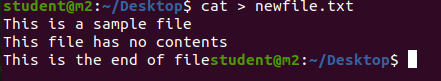 student@m2:~/Desktop$ cat > newfile.txt
This is a sample file
This file has no contents
This is the end of filestudent@m2:~/Desktop$